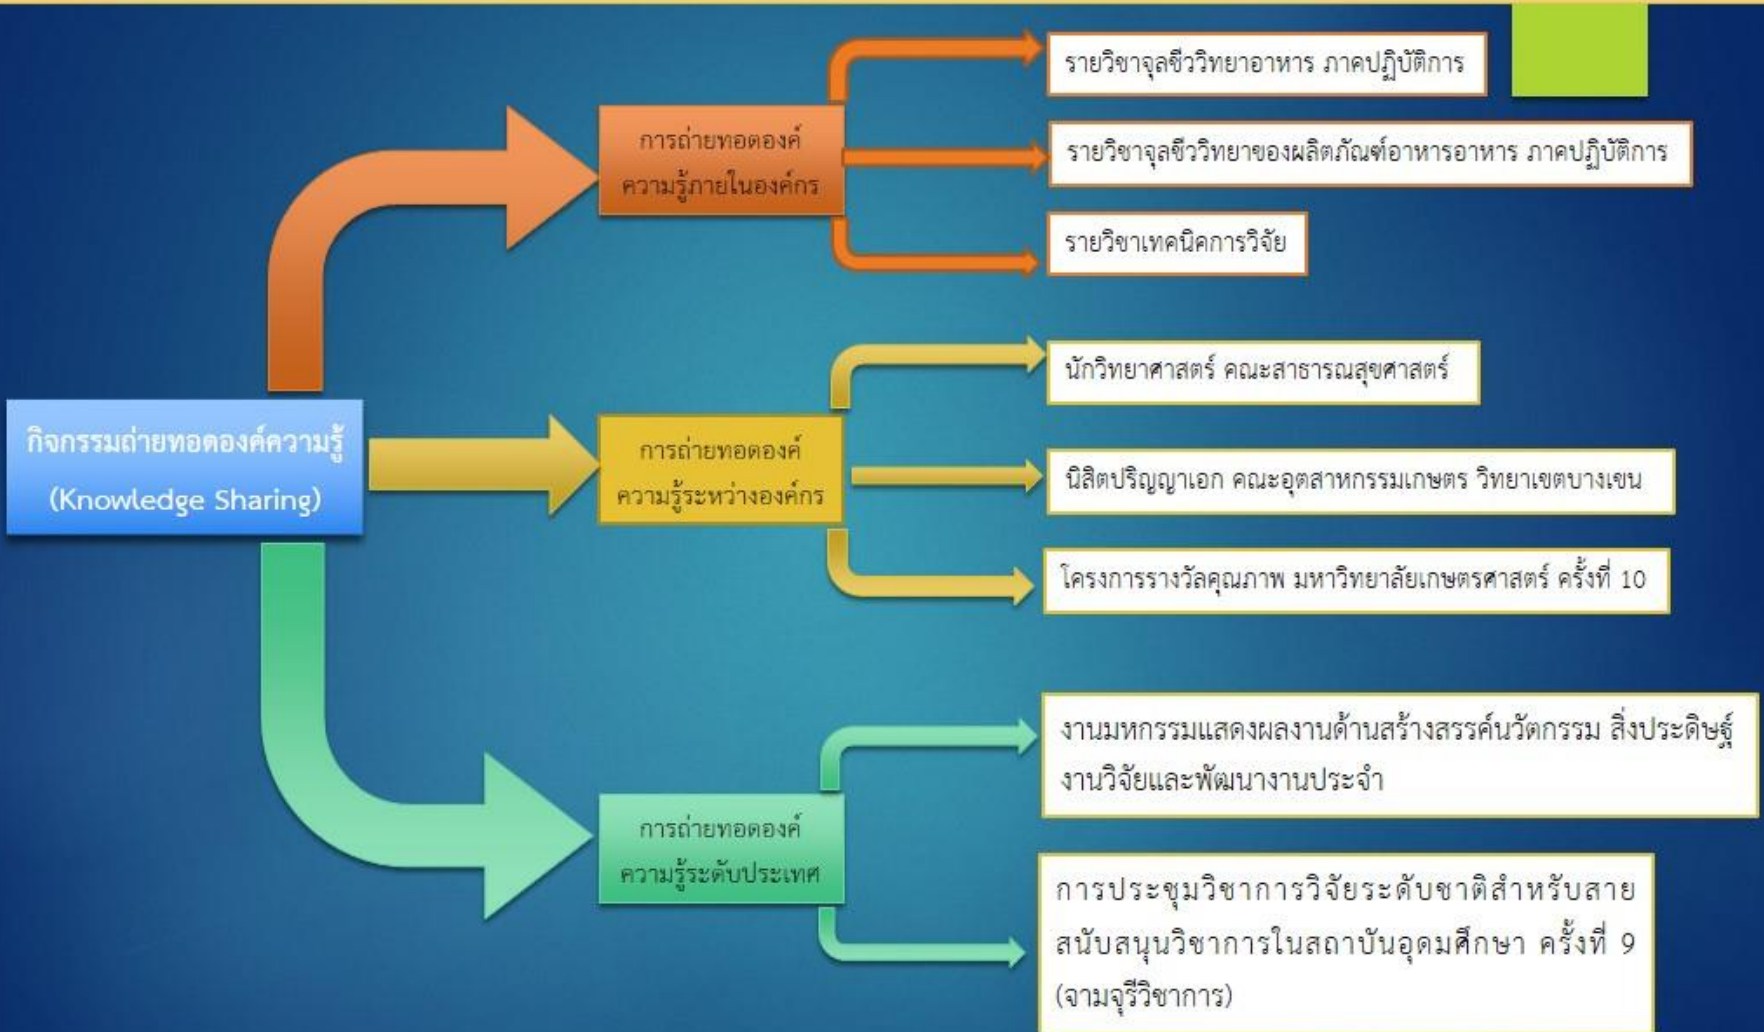 กิจกรรมถ่ายทอดองค์ความรู้
(Knowledge Sharing)
การถ่ายทอดองค์
ความรู้ภายในองค์กร
รายวิชาจุลชีววิทยาอาหาร ภาคปฏิบัติการ
รายวิชาจุลชีววิทยาของผลิตภัณฑ์อาหารอาหาร ภาคปฏิบัติการ
รายวิชาเทคนิคการวิจัย
การถ่ายทอดองค์
ความรู้ระหว่างองค์กร
นักวิทยาศาสตร์ คณะสาธารณสุขศาสตร์
นิสิตปริญญาเอก คณะอุตสาหกรรมเกษตร วิทยาเขตบางเขน
โครงการรางวัลคุณภาพ มหาวิทยาลัยเกษตรศาสตร์ ครั้งที่ 10
การถ่ายทอดองค์
ความรู้ระดับประเทศ
งานมหกรรมแสดงผลงานด้านสร้างสรรค์นวัตกรรม สิ่งประดิษฐ์
งานวิจัยและพัฒนางานประจำ
การประชุมวิชาการวิจัยระดับชาติสำหรับสาย
สนับสนุนวิชาการในสถาบันอุดมศึกษา ครั้งที่ 9
(จามจุรีวิชาการ)